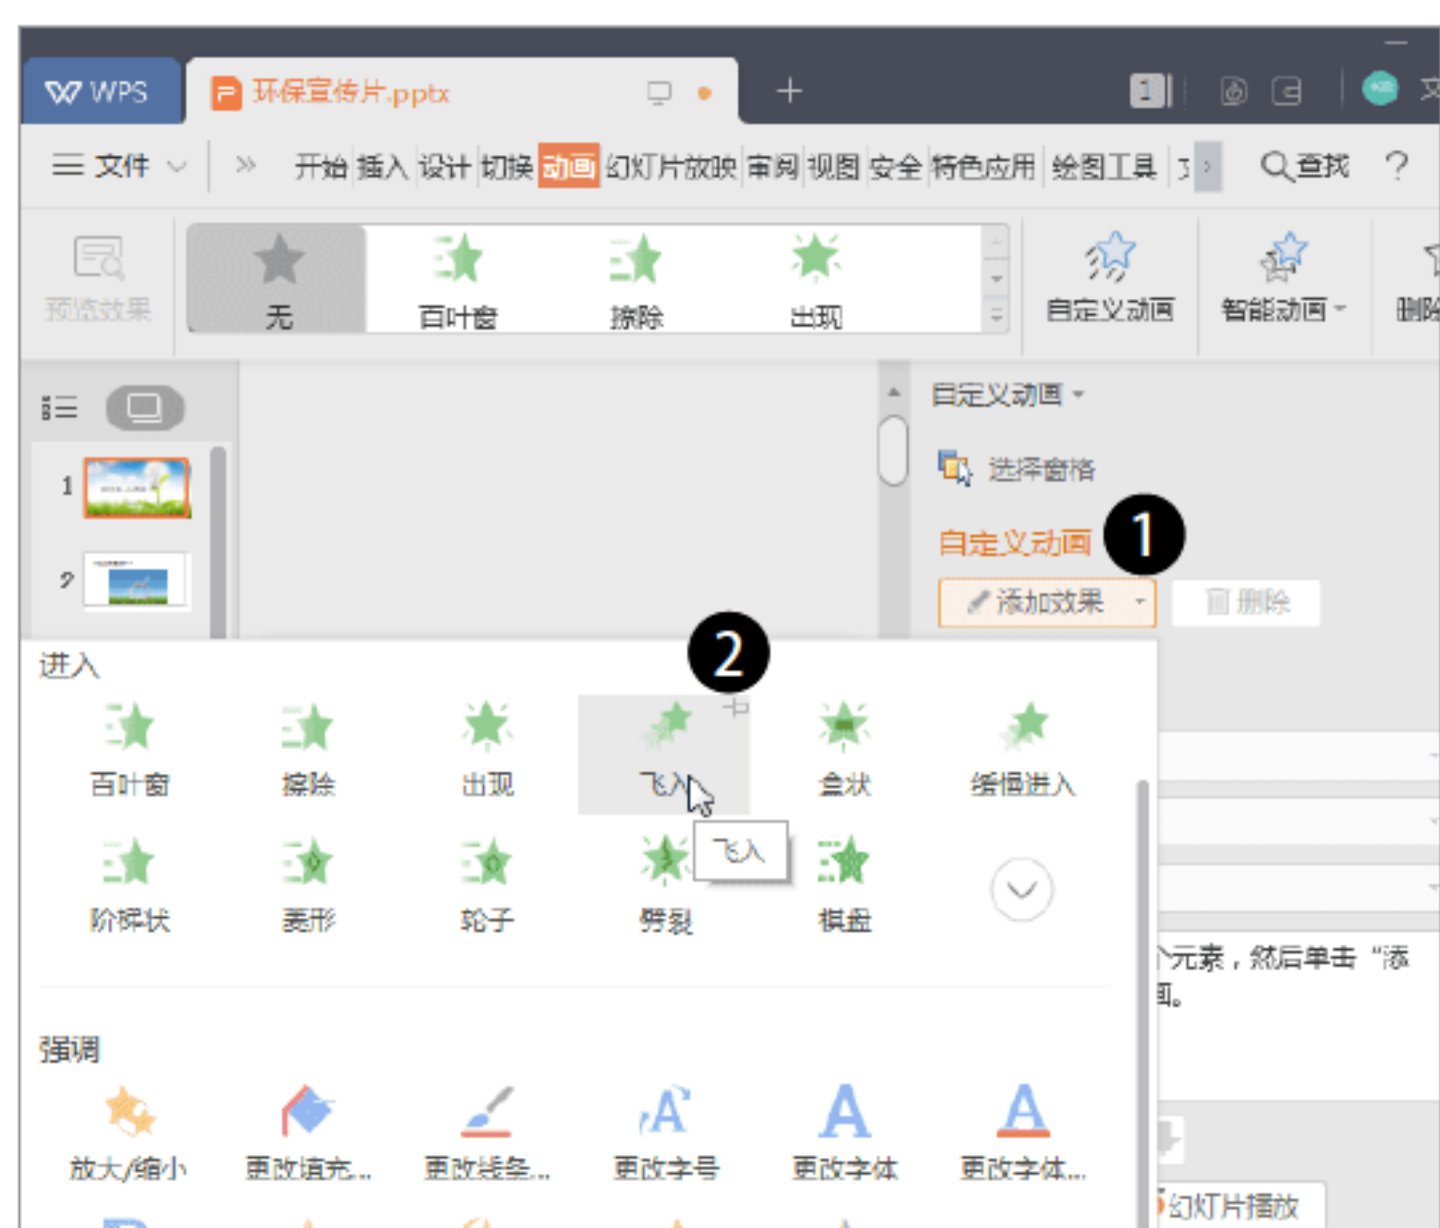 WPS 环保宣传片.pptx + 1
文件 » 开始 插入 设计 切换 动画 幻灯片放映 审阅 视图 安全 特色应用 绘图工具 查找 ?
预览效果 无 百叶窗 擦除 出现 自定义动画 智能动画 删除
自定义动画
选择窗格
1
自定义动画 1
2
添加效果 删除
2
进入
百叶窗 擦除 出现 飞入 盒状 缓慢进入
飞入
阶梯状 菱形 轮子 劈裂 棋盘
个元素，然后单击“添
画。
强调
放大/缩小 更改填充... 更改线条... 更改字号 更改字体 更改字体...
幻灯片播放